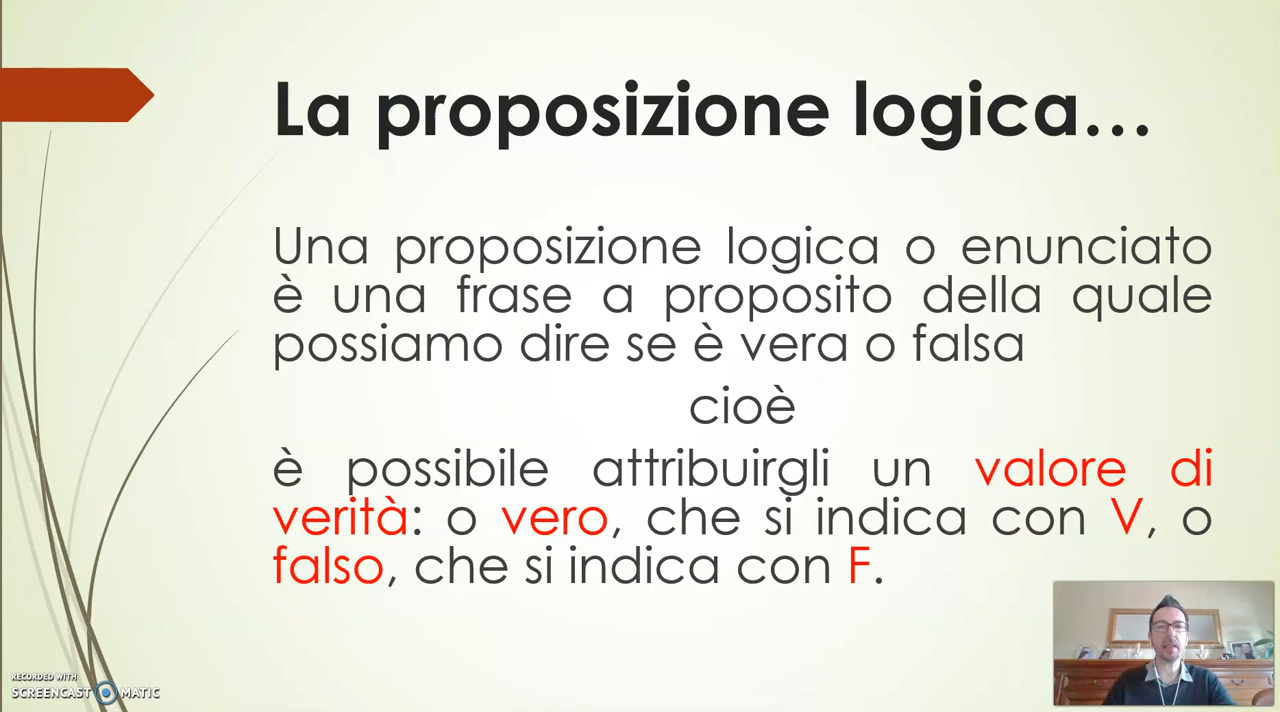 La proposizione logica...
Una proposizione logica o enunciato
è una frase a proposito della quale
possiamo dire se è vera o falsa
cioè
è possibile attribuirgli un valore di
verità: o vero, che si indica con V, o
falso, che si indica con F.
RECORDED WITH
SCREENCAST MATIC